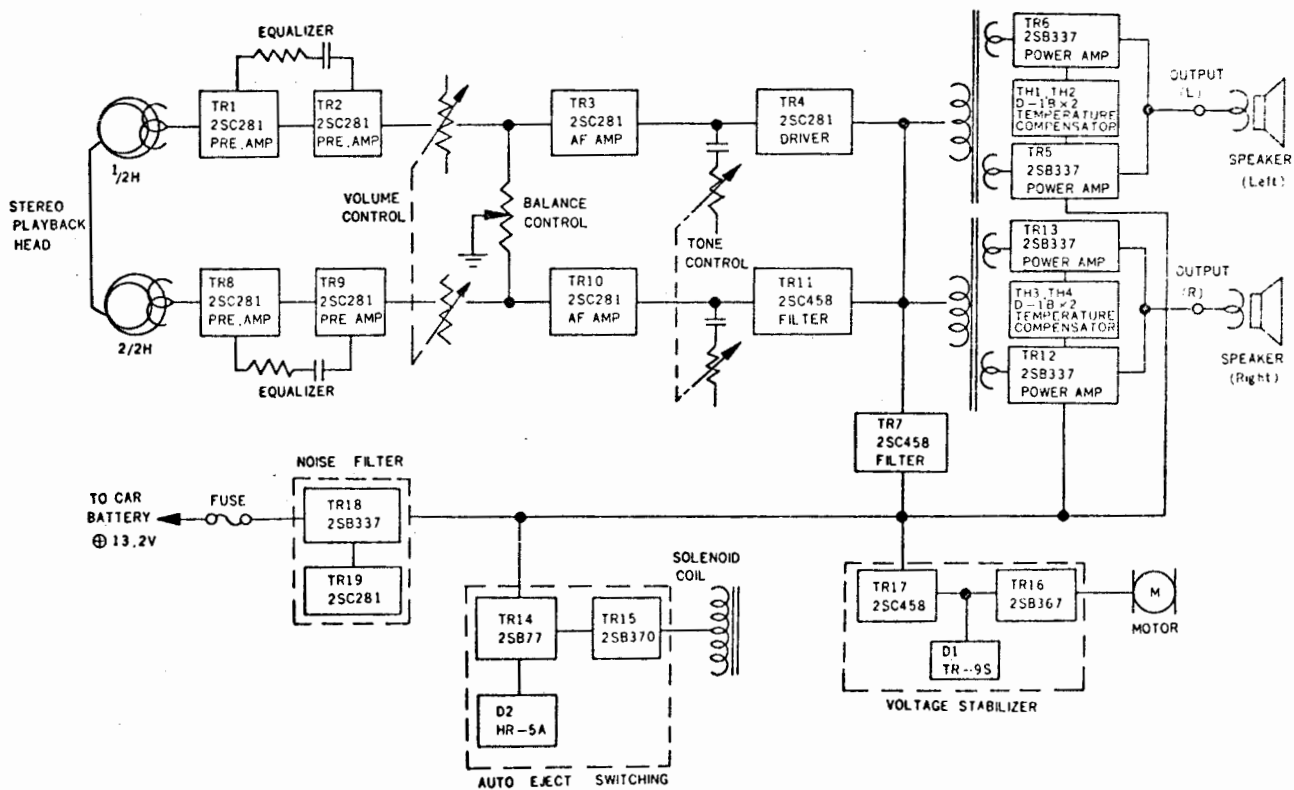 EQUALIZER
TR1
2SC281
PRE.AMP
TR2
2SC281
PRE.AMP
1/2H
STEREO
PLAYBACK
HEAD
2/2H
TR8
2SC281
PRE.AMP
TR9
2SC281
PRE AMP
EQUALIZER
VOLUME
CONTROL
BALANCE
CONTROL
TR3
2SC281
AF AMP
TR10
2SC281
AF AMP
TONE
CONTROL
TR4
2SC281
DRIVER
TR11
2SC458
FILTER
TR6
2SB337
POWER AMP
TH1, TH2
D-1B×2
TEMPERATURE
COMPENSATOR
TR5
2SB337
POWER AMP
OUTPUT
(L)
SPEAKER
(Left)
TR13
2SB337
POWER AMP
TH3, TH4
D-1B×2
TEMPERATURE
COMPENSATOR
TR12
2SB337
POWER AMP
OUTPUT
(R)
SPEAKER
(Right)
TR7
2SC458
FILTER
NOISE FILTER
TR18
2SB337
TR19
2SC281
TO CAR
BATTERY
⊕ 13,2V
FUSE
TR14
2SB77
TR15
2SB370
D2
HR-5A
AUTO EJECT SWITCHING
SOLENOID
COIL
TR17
2SC458
TR16
2SB367
D1
TR-9S
VOLTAGE STABILIZER
M
MOTOR